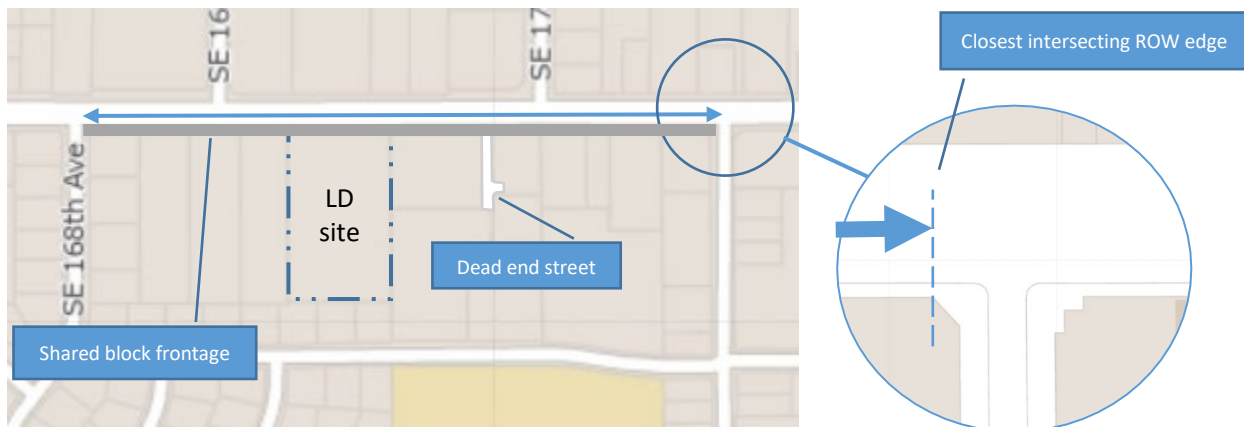 SE 16
SE 17
Closest intersecting ROW edge
SE 168th Ave
LD
site
Dead end street
Shared block frontage